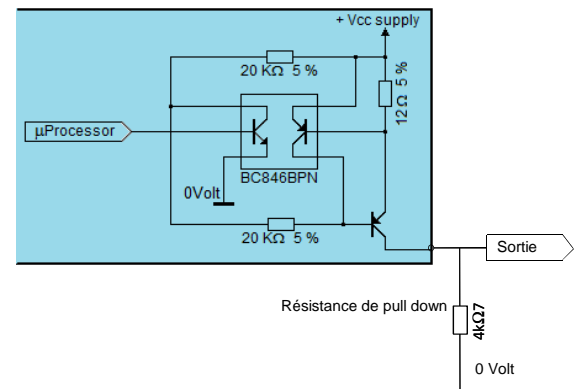 + Vcc supply
20 KΩ 5 %
12 Ω 5 %
µProcessor
BC846BPN
0Volt
20 KΩ 5 %
Sortie
Résistance de pull down
4kΩ7
0 Volt